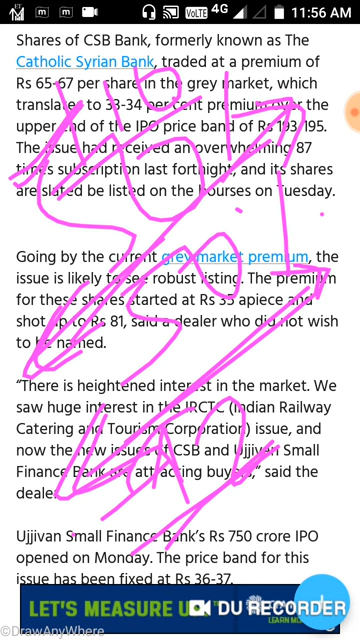 4G 11:56 AM
VoLTE
Shares of CSB Bank, formerly known as The
Catholic Syrian Bank, traded at a premium of
Rs 65-67 per share in the grey market, which
translates to 33-34 per cent premium over the
upper end of the IPO price band of Rs 193-195.
The issue had received an overwhelming 87
times subscription last fortnight, and its shares
are slated be listed on the bourses on Tuesday.
Going by the current grey market premium, the
issue is likely to see robust listing. The premium
for these shares started at Rs 35 apiece and
shot up to Rs 81, said a dealer who did not wish
to be named.
“There is heightened interest in the market. We
saw huge interest in the IRCTC (Indian Railway
Catering and Tourism Corporation) issue, and
now the new issues of CSB and Ujjivan Small
Finance Bank are attracting buyers,” said the
dealer.
Ujjivan Small Finance Bank’s Rs 750 crore IPO
opened on Monday. The price band for this
issue has been fixed at Rs 36-37.
LET'S MEASURE
DU RECORDER
LEARN
©DrawAnyWhere